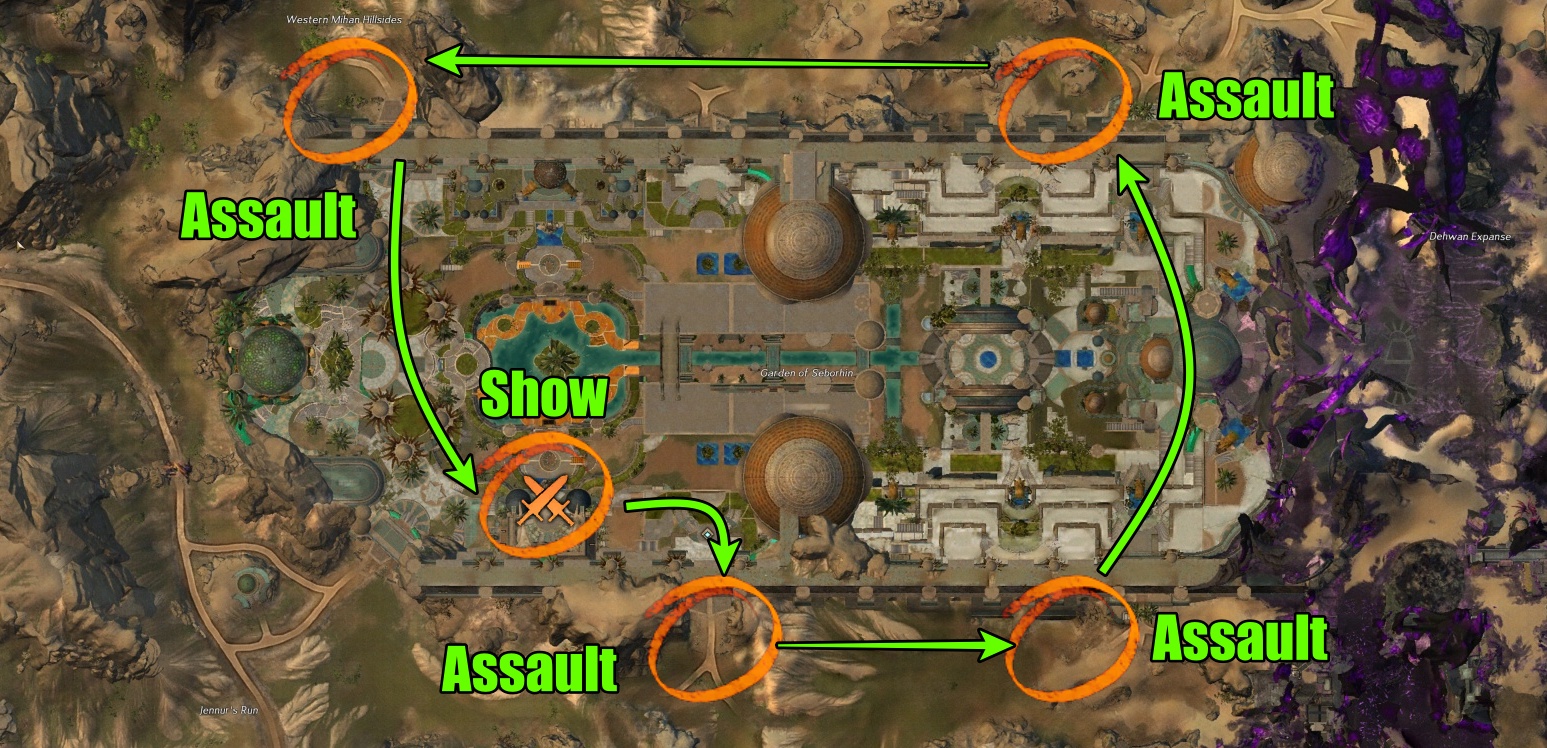 Western Mihan Hillsides
Assault
Assault
Dehwan Expanse
Garden of Seborhin
Show
Assault
Assault
Jennur's Run